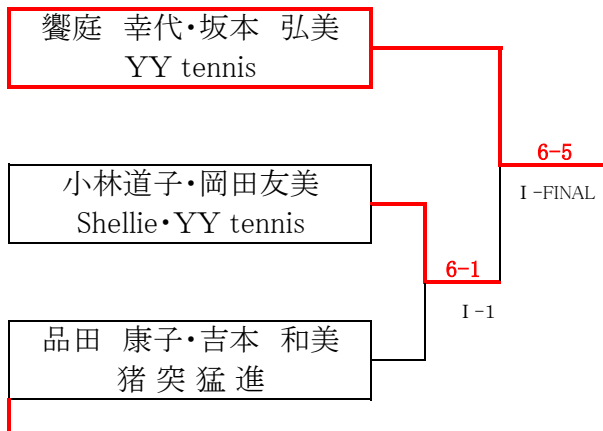 饗庭　幸代・坂本　弘美
YY tennis
6-5
Ⅰ-FINAL
小林道子・岡田友美
Shellie・YY tennis
6-1
Ⅰ-1
品田　康子・吉本　和美
猪 突 猛 進